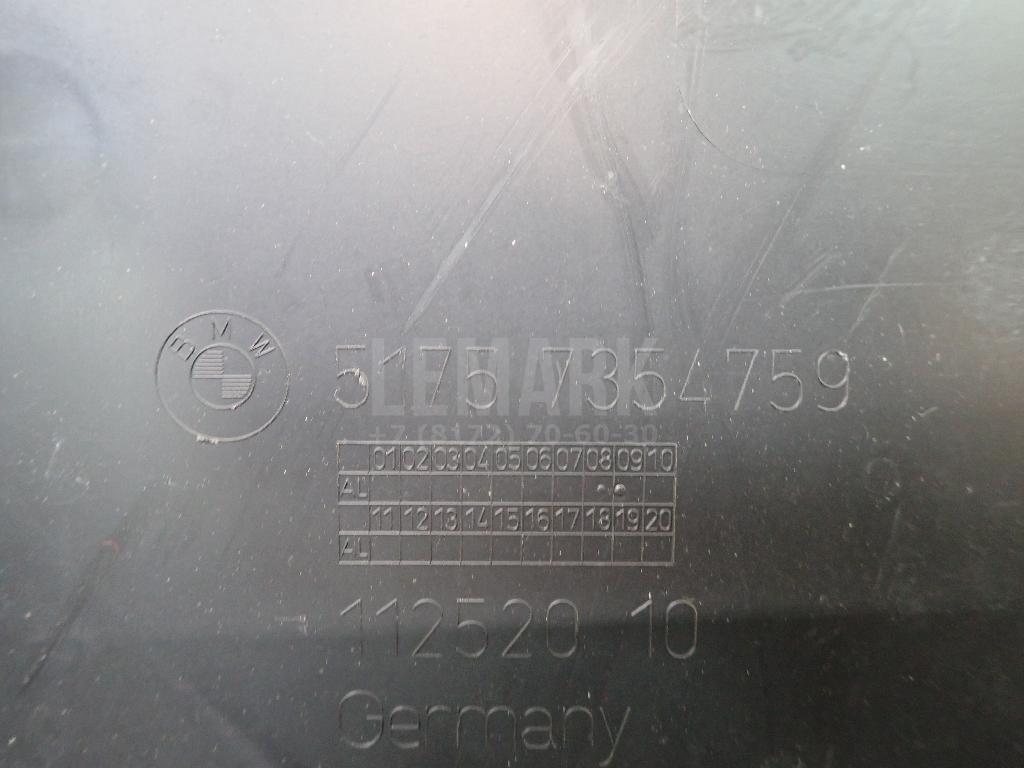 BMW
5175 7354759
LEMARK
+7 (8172) 70-60-30
01 02 03 04 05 06 07 08 09 10
AL
11 12 13 14 15 16 17 18 19 20
AL
112520 10
Germany